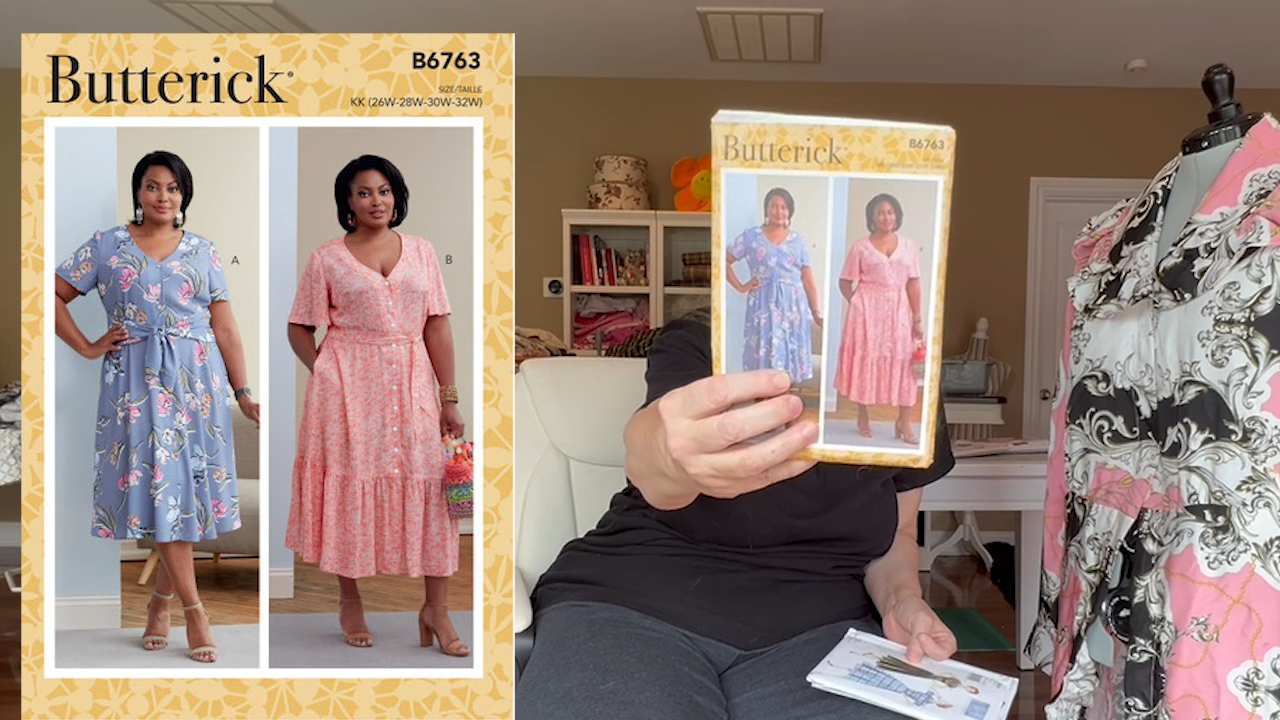 Butterick®
B6763
SIZE/TAILLE
KK (26W-28W-30W-32W)
A
B
Butterick
B6763